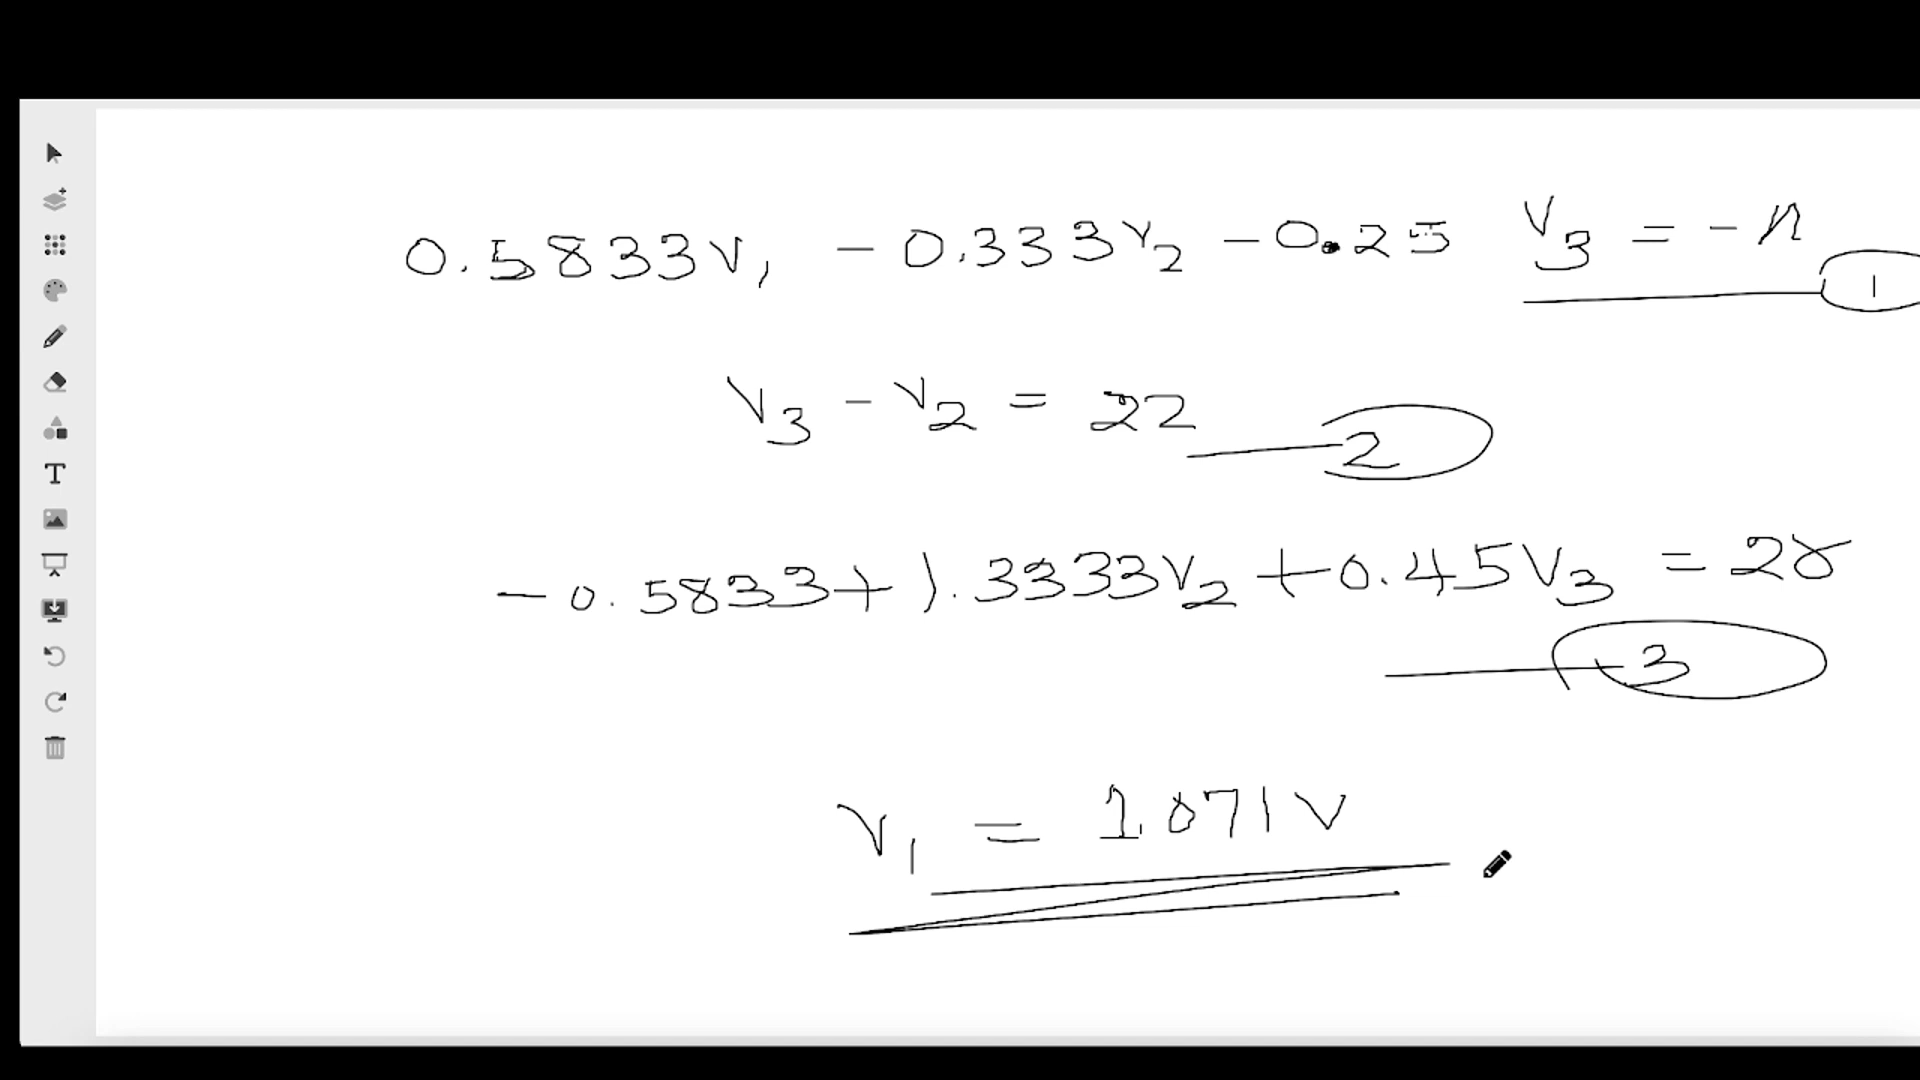 0.5833V₁ - 0.333V₂ - 0.25 V₃ = -11
1
V₃ - V₂ = 22
2
-0.5833+1.3333V₂+0.45V₃ = 28
3
V₁ = 1.071V
T